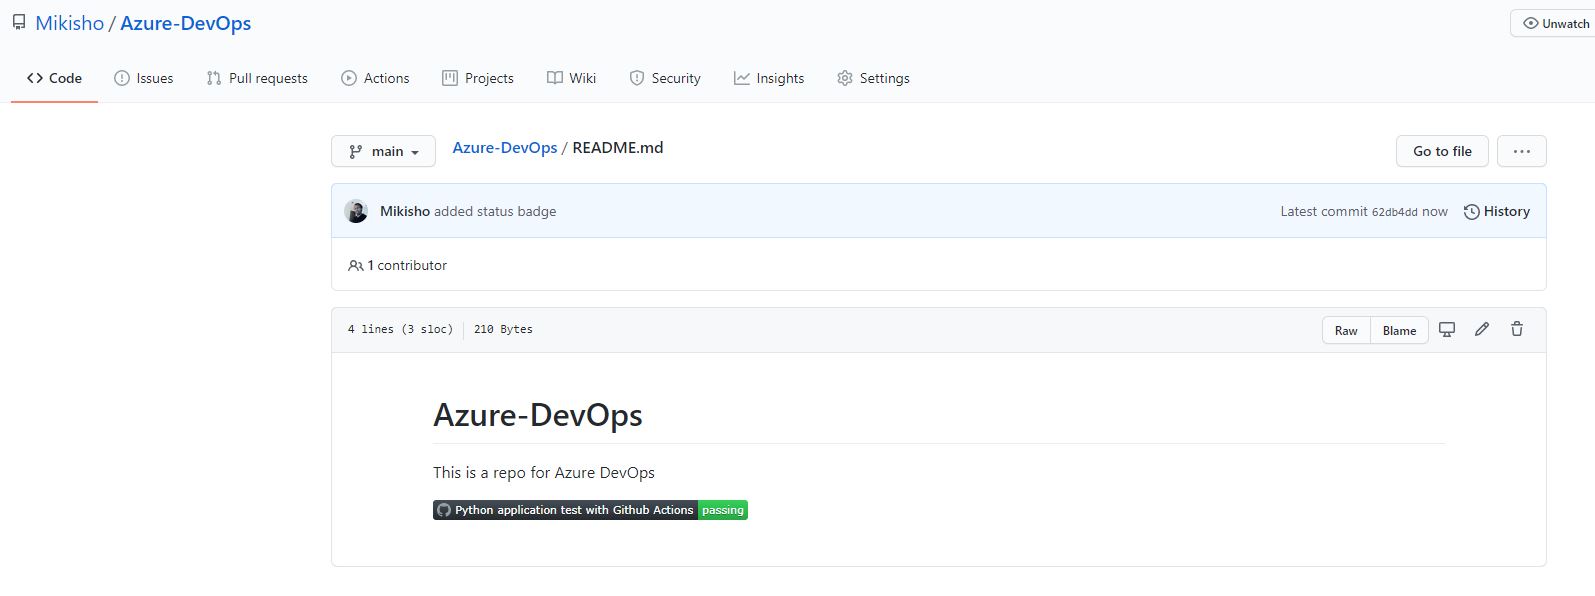 Mikisho / Azure-DevOps
Unwatch
Code Issues Pull requests Actions Projects Wiki Security Insights Settings
main
Azure-DevOps / README.md
Go to file
...
Mikisho added status badge
Latest commit 62db4dd now
History
1 contributor
4 lines (3 sloc) 210 Bytes
Raw Blame
Azure-DevOps
This is a repo for Azure DevOps
Python application test with Github Actions passing